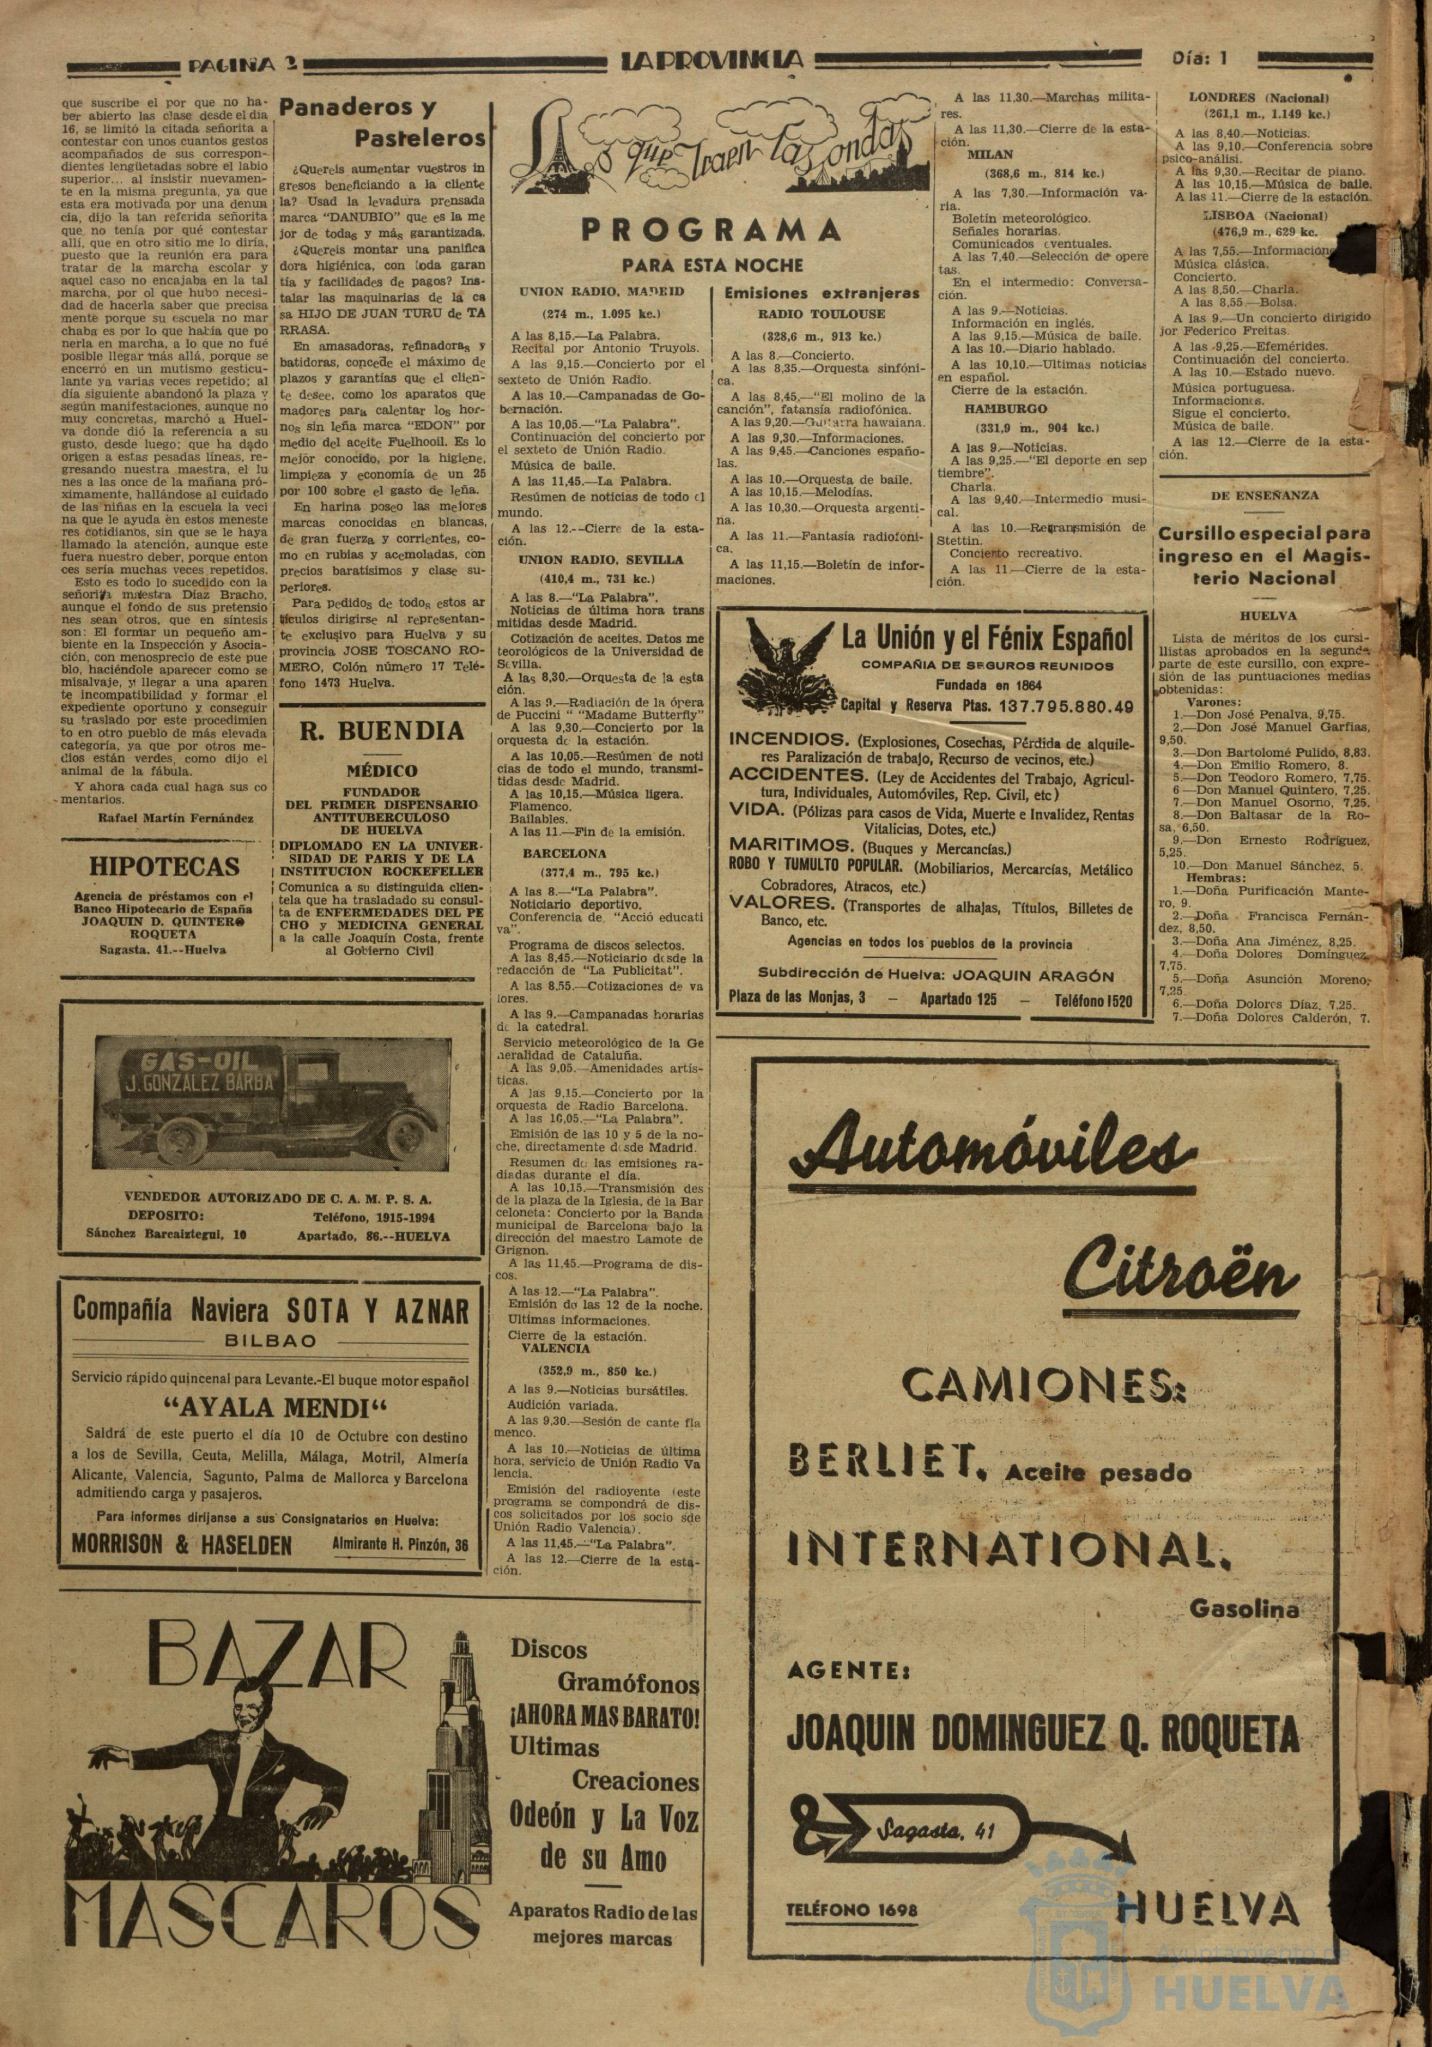 PAGINA 2
LA PROVINCIA
Día: 1
que suscribe el por que no ha-
ber abierto las clase desde el dia
16, se limitó la citada señorita a
contestar con unos cuantos gestos
acompañados de sus correspon-
dientes lengüetadas sobre el labio
superior... al insistir nuevamen-
te en la misma pregunta, ya que
esta era motivada por una denun
cia, dijo la tan referida señorita
que no tenía por qué contestar
allí, que en otro sitio me lo diría,
puesto que la reunión era para
tratar de la marcha escolar y
aquel caso no encajaba en la tal
marcha, por ol que hubo necesi-
dad de hacerla saber que precisa
mente porque su escuela no mar
chaba es por lo que había que po
nerla en marcha, a lo que no fué
posible llegar más allá, porque se
encerró en un mutismo gesticu-
lante ya varias veces repetido; al
día siguiente abandonó la plaza y
según manifestaciones, aunque no
muy concretas, marchó a Huel-
va donde dió la referencia a su
gusto, desde luego; que ha dado
origen a estas pesadas líneas, re-
gresando nuestra maestra, el lu
nes a las once de la mañana pró-
ximamente, hallándose al cuidado
de las niñas en la escuela la veci
na que le ayuda en estos meneste
res cotidianos, sin que se le haya
llamado la atención, aunque este
fuera nuestro deber, porque enton
ces sería muchas veces repetidos.
Esto es todo lo sucedido con la
señorita maestra Díaz Bracho,
aunque el fondo de sus pretensio
nes sean otros, que en síntesis
son: El formar un pequeño am-
biente en la Inspección y Asocia-
ción, con menosprecio de este pue
blo, haciéndole aparecer como se
misalvaje, y llegar a una aparen
te incompatibilidad y formar el
expediente oportuno y conseguir
su traslado por este procedimien
to en otro pueblo de más elevada
categoría, ya que por otros me-
dios están verdes, como dijo el
animal de la fábula.
Y ahora cada cual haga sus co
mentarios.
Rafael Martín Fernández
HIPOTECAS
Agencia de préstamos con el
Banco Hipotecario de España
JOAQUIN D. QUINTERO
ROQUETA
Sagasta. 41.--Huelva
Panaderos y
Pasteleros
¿Quereis aumentar vuestros in
gresos beneficiando a la cliente
la? Usad la levadura prensada
marca "DANUBIO" que es la me
jor de todas y más garantizada.
¿Quereis montar una panifica
dora higiénica, con toda garan
tía y facilidades de pagos? Ins-
talar las maquinarias de la ca
sa HIJO DE JUAN TURU de TA
RRASA.
En amasadoras, refinadoras y
batidoras, concede el máximo de
plazos y garantías que el clien-
te desee, como los aparatos que
madores para calentar los hor-
nos sin leña marca "EDON" por
medio del aceite Fuelhooil. Es lo
mejor conocido, por la higiene,
limpieza y economía de un 25
por 100 sobre el gasto de leña.
En harina poseo las mejores
marcas conocidas en blancas,
de gran fuerza y corrientes, co-
mo en rubias y acemoladas, con
precios baratísimos y clase su-
periores.
Para pedidos de todos estos ar
tículos dirigirse al representan-
te exclusivo para Huelva y su
provincia JOSE TOSCANO RO-
MERO, Colón número 17 Telé-
fono 1473 Huelva.
R. BUENDIA
MÉDICO
FUNDADOR
DEL PRIMER DISPENSARIO
ANTITUBERCULOSO
DE HUELVA
DIPLOMADO EN LA UNIVER-
SIDAD DE PARIS Y DE LA
INSTITUCION ROCKEFELLER
Comunica a su distinguida clien-
tela que ha trasladado su consul-
ta de ENFERMEDADES DEL PE
CHO y MEDICINA GENERAL
a la calle Joaquín Costa, frente
al Gobierno Civil
GAS-OIL
J. GONZALEZ BARBA
VENDEDOR AUTORIZADO DE C. A. M. P. S. A.
DEPOSITO: Teléfono, 1915-1994
Sánchez Barcaiztegui, 10 Apartado, 86.--HUELVA
Compañía Naviera SOTA Y AZNAR
BILBAO
Servicio rápido quincenal para Levante.-El buque motor español
"AYALA MENDI"
Saldrá de este puerto el día 10 de Octubre con destino
a los de Sevilla, Ceuta, Melilla, Málaga, Motril, Almería
Alicante, Valencia, Sagunto, Palma de Mallorca y Barcelona
admitiendo carga y pasajeros.
Para informes diríjanse a sus Consignatarios en Huelva:
MORRISON & HASELDEN Almirante H. Pinzón, 36
BAZAR
MASCAROS
Discos
Gramófonos
¡AHORA MAS BARATO!
Ultimas
Creaciones
Odeón y La Voz
de su Amo
Aparatos Radio de las
mejores marcas
Los que traen las ondas
PROGRAMA
PARA ESTA NOCHE
UNION RADIO, MADRID
(274 m., 1.095 kc.)
A las 8,15.—La Palabra.
Recital por Antonio Truyols.
A las 9,15.—Concierto por el
sexteto de Unión Radio.
A las 10.—Campanadas de Go-
bernación.
A las 10,05.—"La Palabra".
Continuación del concierto por
el sexteto de Unión Radio.
Música de baile.
A las 11,45.—La Palabra.
Resúmen de noticias de todo el
mundo.
A las 12.--Cierre de la esta-
ción.
UNION RADIO, SEVILLA
(410,4 m., 731 kc.)
A las 8.—"La Palabra".
Noticias de última hora trans
mitidas desde Madrid.
Cotización de aceites. Datos me
teorológicos de la Universidad de
Sevilla.
A las 8,30.—Orquesta de la esta
ción.
A las 9.—Radiación de la órera
de Puccini " "Madame Butterfly"
A las 9,30.—Concierto por la
orquesta de la estación.
A las 10,05.—Resúmen de noti
cias de todo el mundo, transmi-
tidas desde Madrid.
A las 10,15.—Música ligera.
Flamenco.
Bailables.
A las 11.—Fin de la emisión.
BARCELONA
(377,4 m., 795 kc.)
A las 8.—"La Palabra".
Noticiario deportivo.
Conferencia de "Acció educati
va".
Programa de discos selectos.
A las 8,45.—Noticiario desde la
redacción de "La Publicitat".
A las 8,55.—Cotizaciones de va
lores.
A las 9.—Campanadas horarias
de la catedral.
Servicio meteorológico de la Ge
neralidad de Cataluña.
A las 9,05.—Amenidades artís-
ticas.
A las 9,15.—Concierto por la
orquesta de Radio Barcelona.
A las 10,05.—"La Palabra".
Emisión de las 10 y 5 de la no-
che, directamente desde Madrid.
Resumen de las emisiones ra-
diadas durante el día.
A las 10,15.—Transmisión des
de la plaza de la Iglesia, de la Bar
celoneta: Concierto por la Banda
municipal de Barcelona bajo la
dirección del maestro Lamote de
Grignon.
A las 11,45.—Programa de dis-
cos.
A las 12.—"La Palabra".
Emisión do las 12 de la noche.
Ultimas informaciones.
Cierre de la estación.
VALENCIA
(352,9 m., 850 kc.)
A las 9.—Noticias bursátiles.
Audición variada.
A las 9,30.—Sesión de cante fla
menco.
A las 10.—Noticias de última
hora, servicio de Unión Radio Va
lencia.
Emisión del radioyente (este
programa se compondrá de dis-
cos solicitados por los socio sde
Unión Radio Valencia).
A las 11,45.—"La Palabra".
A las 12.—Cierre de la esta-
ción.
Emisiones extranjeras
RADIO TOULOUSE
(328,6 m., 913 kc.)
A las 8.—Concierto.
A las 8,35.—Orquesta sinfóni-
ca.
A las 8,45.—"El molino de la
canción", fatansía radiofónica.
A las 9,20.—Guitarra hawaiana.
A las 9,30.—Informaciones.
A las 9,45.—Canciones españo-
las.
A las 10.—Orquesta de baile.
A las 10,15.—Melodías.
A las 10,30.—Orquesta argenti-
na.
A las 11.—Fantasía radiofóni-
ca.
A las 11,15.—Boletín de infor-
maciones.
A las 11,30.—Marchas milita-
res.
A las 11,30.—Cierre de la esta-
ción.
MILAN
(368,6 m., 814 kc.)
A las 7,30.—Información va-
ria.
Boletín meteorológico.
Señales horarias.
Comunicados eventuales.
A las 7,40.—Selección de opere
tas.
En el intermedio: Conversa-
ción.
A las 9.—Noticias.
Información en inglés.
A las 9,15.—Música de baile.
A las 10.—Diario hablado.
A las 10,10.—Ultimas noticias
en español.
Cierre de la estación.
HAMBURGO
(331,9 m., 904 kc.)
A las 9.—Noticias.
A las 9,25.—"El deporte en sep
tiembre".
Charla.
A las 9,40.—Intermedio musi-
cal.
A las 10.—Retransmisión de
Stettin.
Concierto recreativo.
A las 11.—Cierre de la esta-
ción.
LONDRES (Nacional)
(261,1 m., 1.149 kc.)
A las 8,40.—Noticias.
A las 9,10.—Conferencia sobre
psico-análisi.
A las 9,30.—Recitar de piano.
A las 10,15.—Música de baile.
A las 11.—Cierre de la estación.
LISBOA (Nacional)
(476,9 m., 629 kc.
A las 7,55.—Informacione
Música clásica.
Concierto.
A las 8,50.—Charla.
A las 8,55.—Bolsa.
A las 9.—Un concierto dirigido
jor Federico Freitas.
A las 9,25.—Efemérides.
Continuación del concierto.
A las 10.—Estado nuevo.
Música portuguesa.
Informaciones.
Sigue el concierto.
Música de baile.
A las 12.—Cierre de la esta-
ción.
DE ENSEÑANZA
Cursillo especial para
ingreso en el Magis-
terio Nacional
HUELVA
Lista de méritos de los cursi-
llistas aprobados en la segunda
parte de este cursillo, con expre-
sión de las puntuaciones medias
obtenidas:
Varones:
1.—Don José Penalva, 9,75.
2.—Don José Manuel Garfias,
9,50.
3.—Don Bartolomé Pulido, 8,83.
4.—Don Emilio Romero, 8.
5.—Don Teodoro Romero, 7,75.
6 —Don Manuel Quintero, 7,25.
7.—Don Manuel Osorno, 7,25.
8.—Don Baltasar de la Ro-
sa, 6,50.
9.—Don Ernesto Rodríguez,
5,25.
10.—Don Manuel Sánchez, 5.
Hembras:
1.—Doña Purificación Mante-
ro, 9.
2.—Doña Francisca Fernán-
dez, 8,50.
3.—Doña Ana Jiménez, 8,25.
4.—Doña Dolores Domínguez,
7,75.
5.—Doña Asunción Moreno,
7,25.
6.—Doña Dolores Díaz, 7,25.
7.—Doña Dolores Calderón, 7.
La Unión y el Fénix Español
COMPAÑIA DE SEGUROS REUNIDOS
Fundada en 1864
Capital y Reserva Ptas. 137.795.880.49
INCENDIOS. (Explosiones, Cosechas, Pérdida de alquile-
res Paralización de trabajo, Recurso de vecinos, etc.)
ACCIDENTES. (Ley de Accidentes del Trabajo, Agricul-
tura, Individuales, Automóviles, Rep. Civil, etc)
VIDA. (Pólizas para casos de Vida, Muerte e Invalidez, Rentas
Vitalicias, Dotes, etc.)
MARITIMOS. (Buques y Mercancías.)
ROBO Y TUMULTO POPULAR. (Mobiliarios, Mercarcías, Metálico
Cobradores, Atracos, etc.)
VALORES. (Transportes de alhajas, Títulos, Billetes de
Banco, etc.
Agencias en todos los pueblos de la provincia
Subdirección de Huelva: JOAQUIN ARAGÓN
Plaza de las Monjas, 3 — Apartado 125 — Teléfono 1520
Automóviles
Citroën
CAMIONES:
BERLIET. Aceite pesado
INTERNATIONAL.
Gasolina
AGENTE:
JOAQUIN DOMINGUEZ Q. ROQUETA
Sagasta, 41
TELÉFONO 1698
HUELVA
Ayuntamiento de
HUELVA